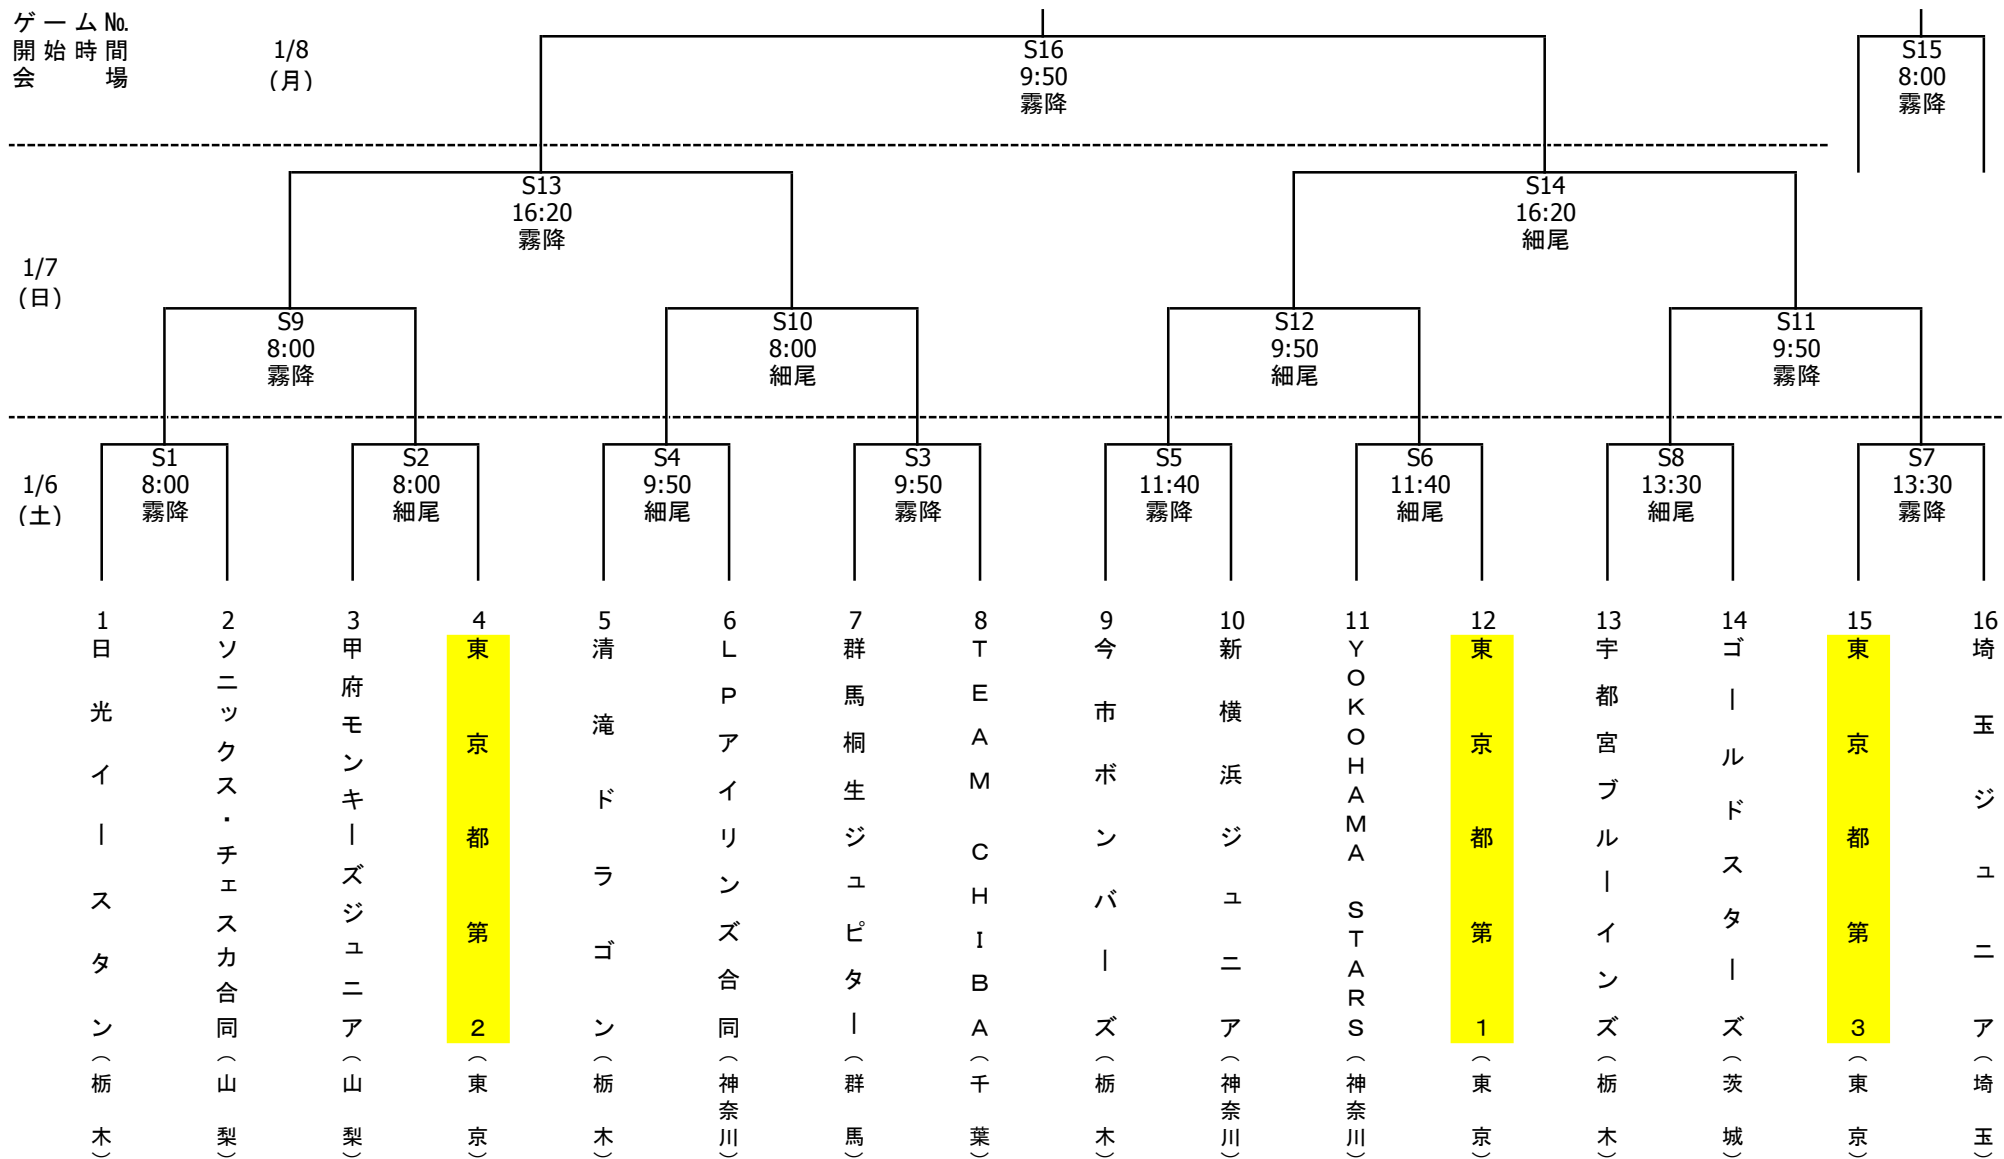 ゲームNo.
開始時間
会場
1/8
(月)
S16
9:50
霧降
S15
8:00
霧降
1/7
(日)
S13
16:20
霧降
S14
16:20
細尾
S9
8:00
霧降
S10
8:00
細尾
S12
9:50
細尾
S11
9:50
霧降
1/6
(土)
S1
8:00
霧降
S2
8:00
細尾
S4
9:50
細尾
S3
9:50
霧降
S5
11:40
霧降
S6
11:40
細尾
S8
13:30
細尾
S7
13:30
霧降
1
日光イースタン(栃木)
2
ソニックス・チェスカ合同(山梨)
3
甲府モンキーズジュニア(山梨)
4
東京都第2(東京)
5
清滝ドラゴン(栃木)
6
LPアイリンズ合同(神奈川)
7
群馬桐生ジュピター(群馬)
8
TEAM CHIBA(千葉)
9
今市ボンバーズ(栃木)
10
新横浜ジュニア(神奈川)
11
YOKOHAMA STARS(神奈川)
12
東京都第1(東京)
13
宇都宮ブルーインズ(栃木)
14
ゴールドスターズ(茨城)
15
東京都第3(東京)
16
埼玉ジュニア(埼玉)